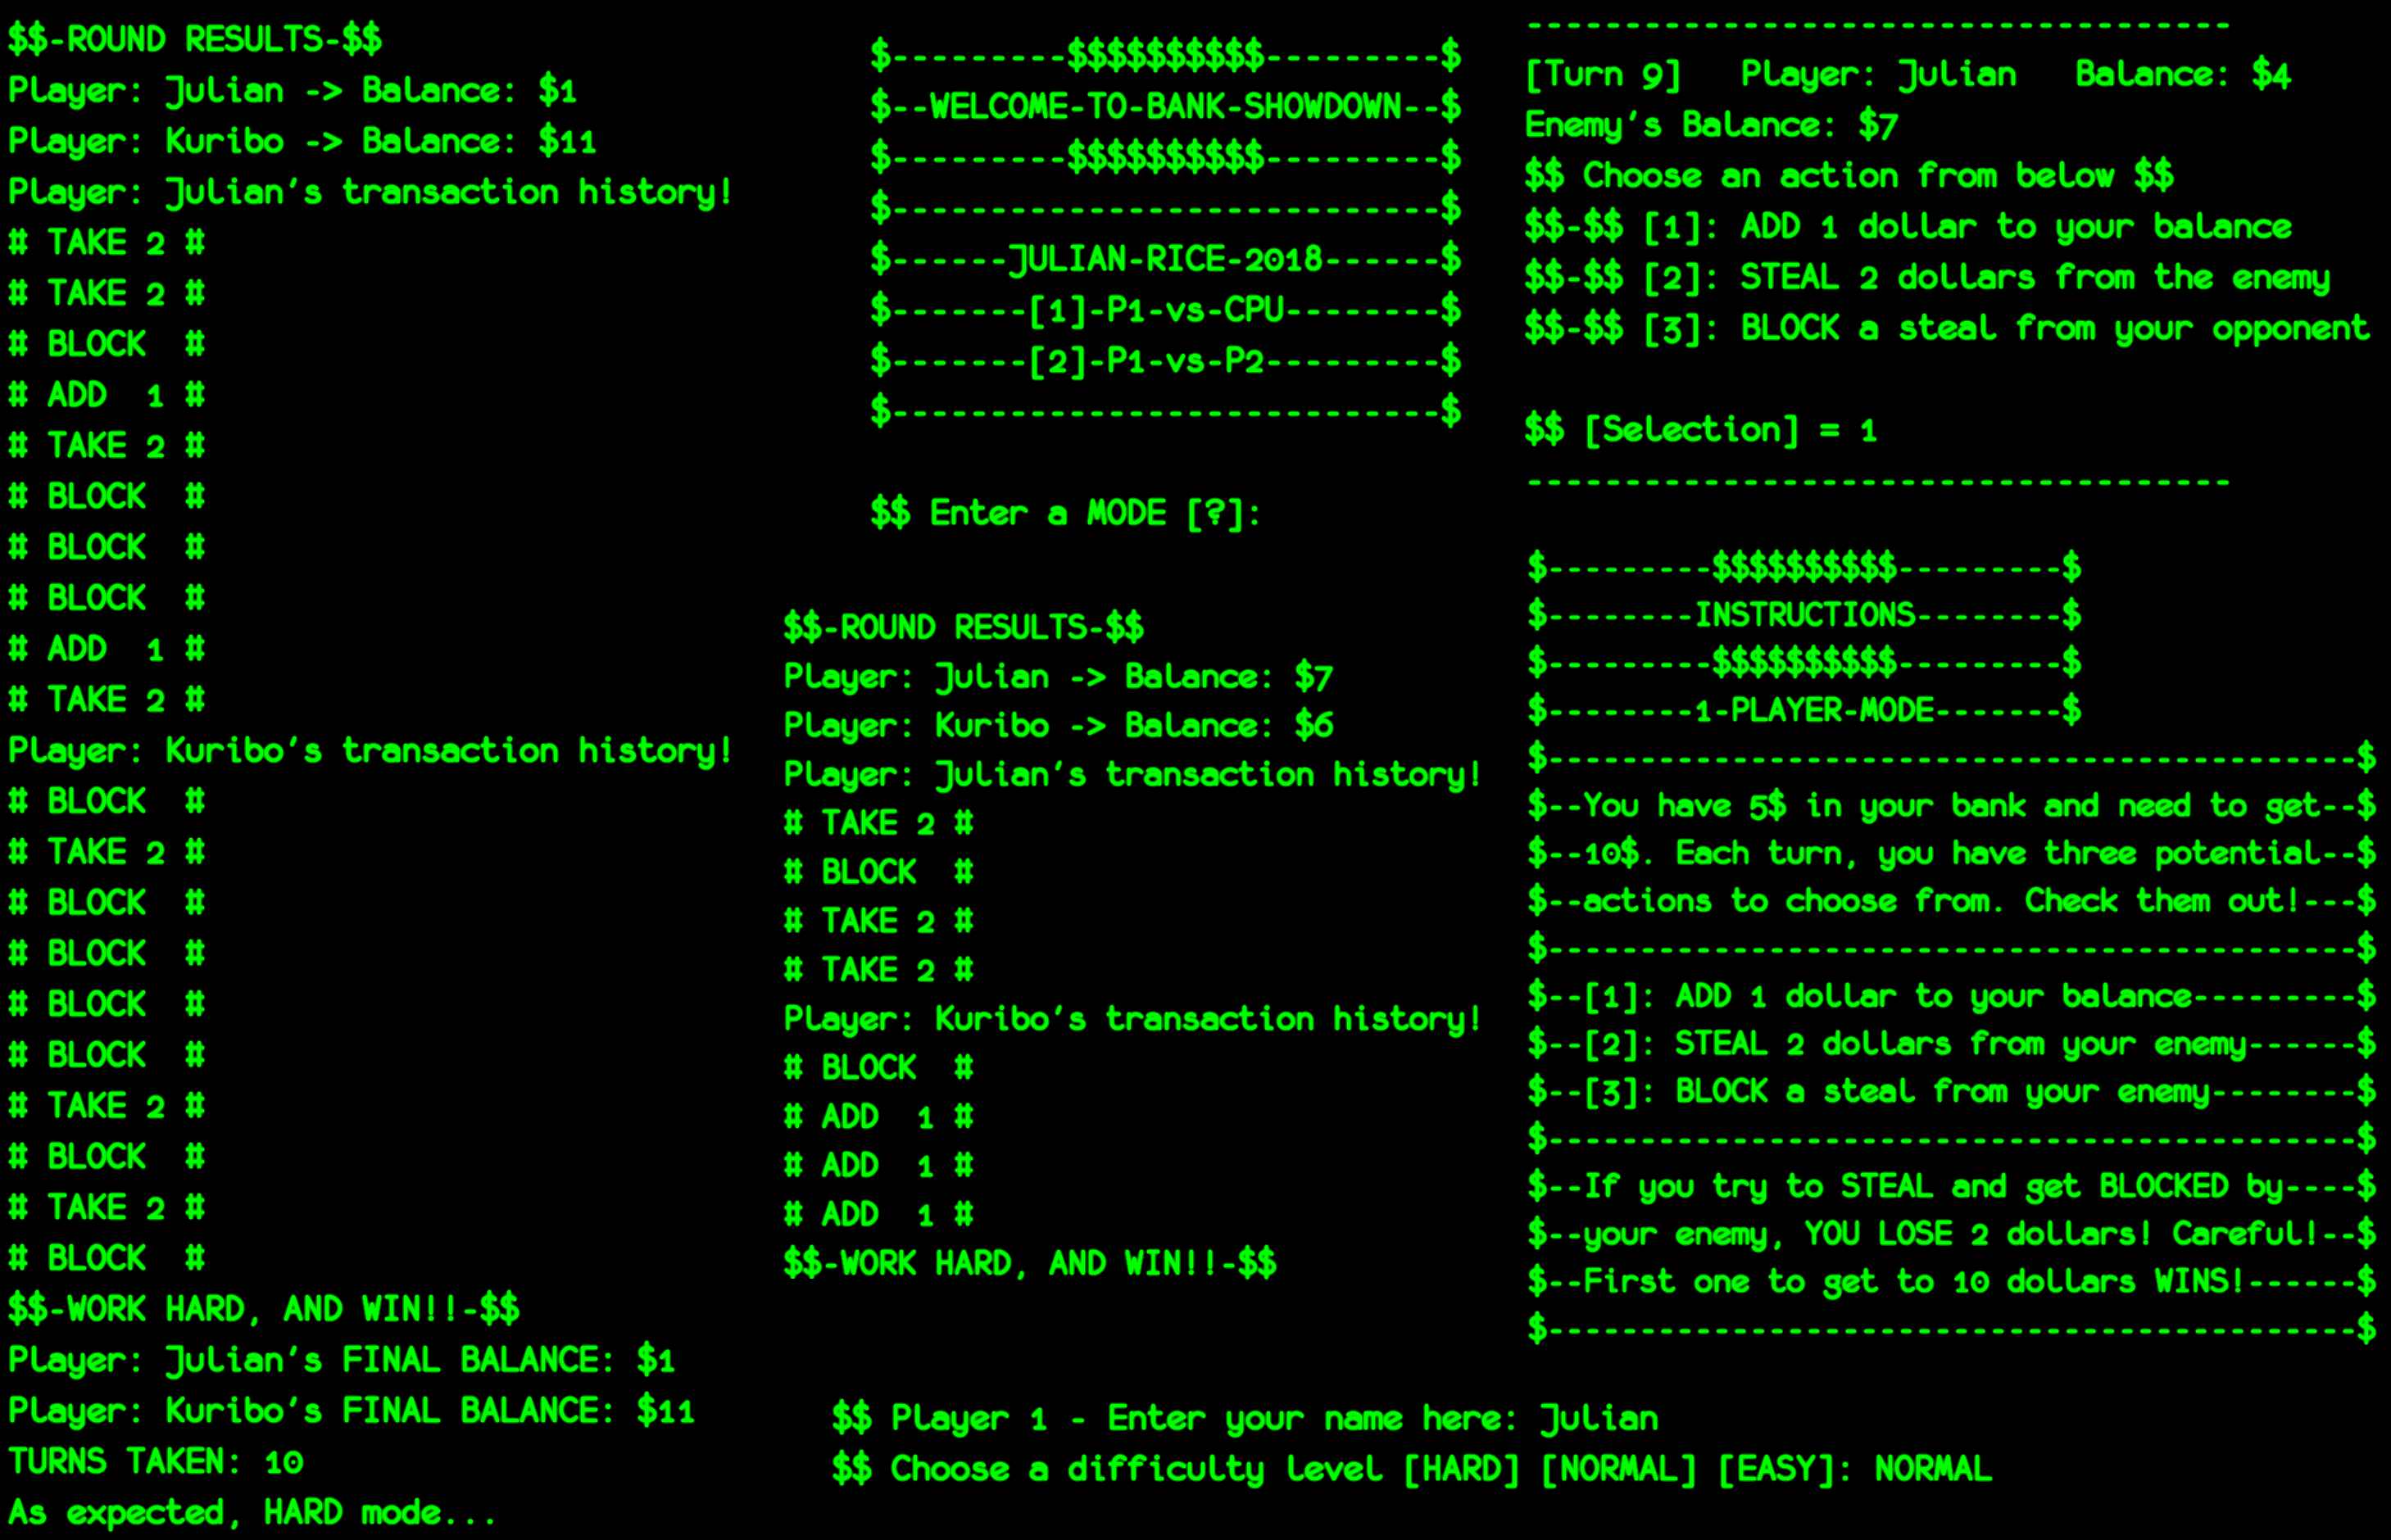 $$-ROUND RESULTS-$$
Player: Julian -> Balance: $1
Player: Kuribo -> Balance: $11
Player: Julian's transaction history!
# TAKE 2 #
# TAKE 2 #
# BLOCK  #
# ADD  1 #
# TAKE 2 #
# BLOCK  #
# BLOCK  #
# BLOCK  #
# ADD  1 #
# TAKE 2 #
Player: Kuribo's transaction history!
# BLOCK  #
# TAKE 2 #
# BLOCK  #
# BLOCK  #
# BLOCK  #
# BLOCK  #
# TAKE 2 #
# BLOCK  #
# TAKE 2 #
# BLOCK  #
$$-WORK HARD, AND WIN!!-$$
Player: Julian's FINAL BALANCE: $1
Player: Kuribo's FINAL BALANCE: $11
TURNS TAKEN: 10
As expected, HARD mode...
$---------$$$$$$$$$$---------$
$--WELCOME-TO-BANK-SHOWDOWN--$
$---------$$$$$$$$$$---------$
$----------------------------$
$------JULIAN-RICE-2018------$
$-------[1]-P1-vs-CPU--------$
$-------[2]-P1-vs-P2---------$
$----------------------------$
$$ Enter a MODE [?]:
$$-ROUND RESULTS-$$
Player: Julian -> Balance: $7
Player: Kuribo -> Balance: $6
Player: Julian's transaction history!
# TAKE 2 #
# BLOCK  #
# TAKE 2 #
# TAKE 2 #
Player: Kuribo's transaction history!
# BLOCK  #
# ADD  1 #
# ADD  1 #
# ADD  1 #
$$-WORK HARD, AND WIN!!-$$
------------------------------------
[Turn 9]   Player: Julian   Balance: $4
Enemy's Balance: $7
$$ Choose an action from below $$
$$-$$ [1]: ADD 1 dollar to your balance
$$-$$ [2]: STEAL 2 dollars from the enemy
$$-$$ [3]: BLOCK a steal from your opponent
$$ [Selection] = 1
------------------------------------
$---------$$$$$$$$$$---------$
$--------INSTRUCTIONS--------$
$---------$$$$$$$$$$---------$
$--------1-PLAYER-MODE-------$
$--------------------------------------------$
$--You have 5$ in your bank and need to get--$
$--10$. Each turn, you have three potential--$
$--actions to choose from. Check them out!---$
$--------------------------------------------$
$--[1]: ADD 1 dollar to your balance---------$
$--[2]: STEAL 2 dollars from your enemy------$
$--[3]: BLOCK a steal from your enemy--------$
$--------------------------------------------$
$--If you try to STEAL and get BLOCKED by----$
$--your enemy, YOU LOSE 2 dollars! Careful!--$
$--First one to get to 10 dollars WINS!------$
$--------------------------------------------$
$$ Player 1 - Enter your name here: Julian
$$ Choose a difficulty level [HARD] [NORMAL] [EASY]: NORMAL